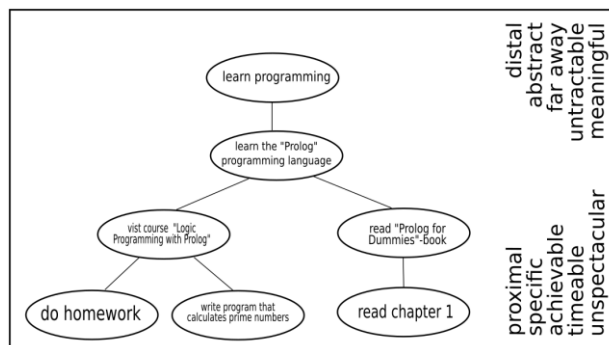 learn programming
learn the "Prolog"
programming language
vist course "Logic
Programming with Prolog"
read "Prolog for
Dummies"-book
do homework
write program that
calculates prime numbers
read chapter 1
distal
abstract
far away
untractable
meaningful
proximal
specific
achievable
timeable
unspectacular